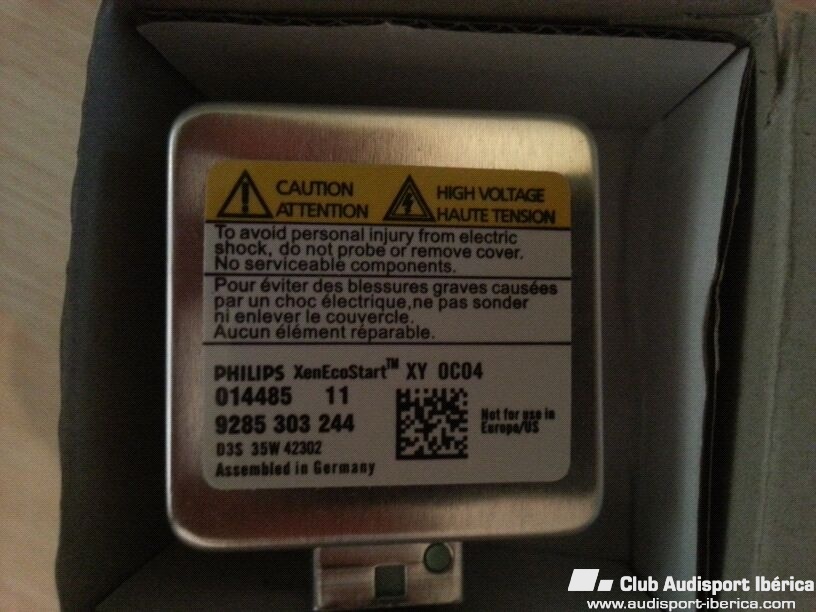 CAUTION
ATTENTION
HIGH VOLTAGE
HAUTE TENSION
To avoid personal injury from electric
shock, do not probe or remove cover.
No serviceable components.
Pour éviter des blessures graves causées
par un choc électrique,ne pas sonder
ni enlever le couvercle.
Aucun élément réparable.
PHILIPS XenEcoStart™ XY 0C04
014485 11
9285 303 244
D3S 35W 42302
Assembled in Germany
Not for use in
Europe/US
Club Audisport Ibérica
www.audisport-iberica.com